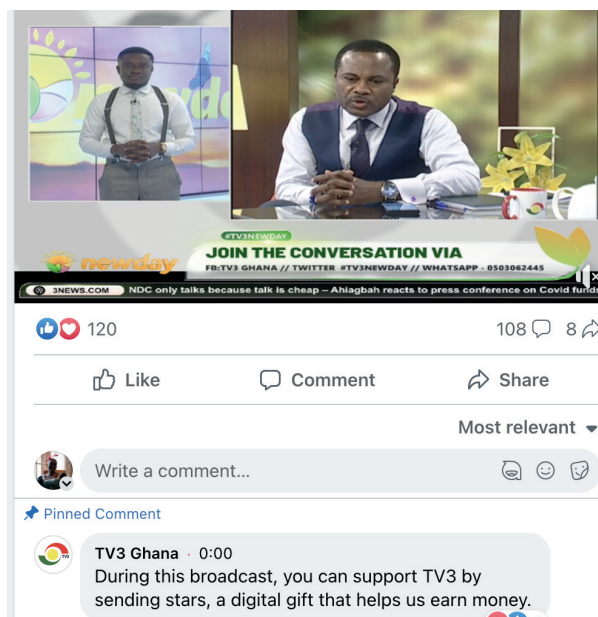 #TV3NEWDAY
newday
JOIN THE CONVERSATION VIA
FB:TV3 GHANA // TWITTER #TV3NEWDAY // WHATSAPP - 0503062445
3NEWS.COM NDC only talks because talk is cheap – Ahiagbah reacts to press conference on Covid funds
120
108 8
Like Comment Share
Most relevant
Write a comment...
Pinned Comment
TV3 Ghana · 0:00
During this broadcast, you can support TV3 by
sending stars, a digital gift that helps us earn money.